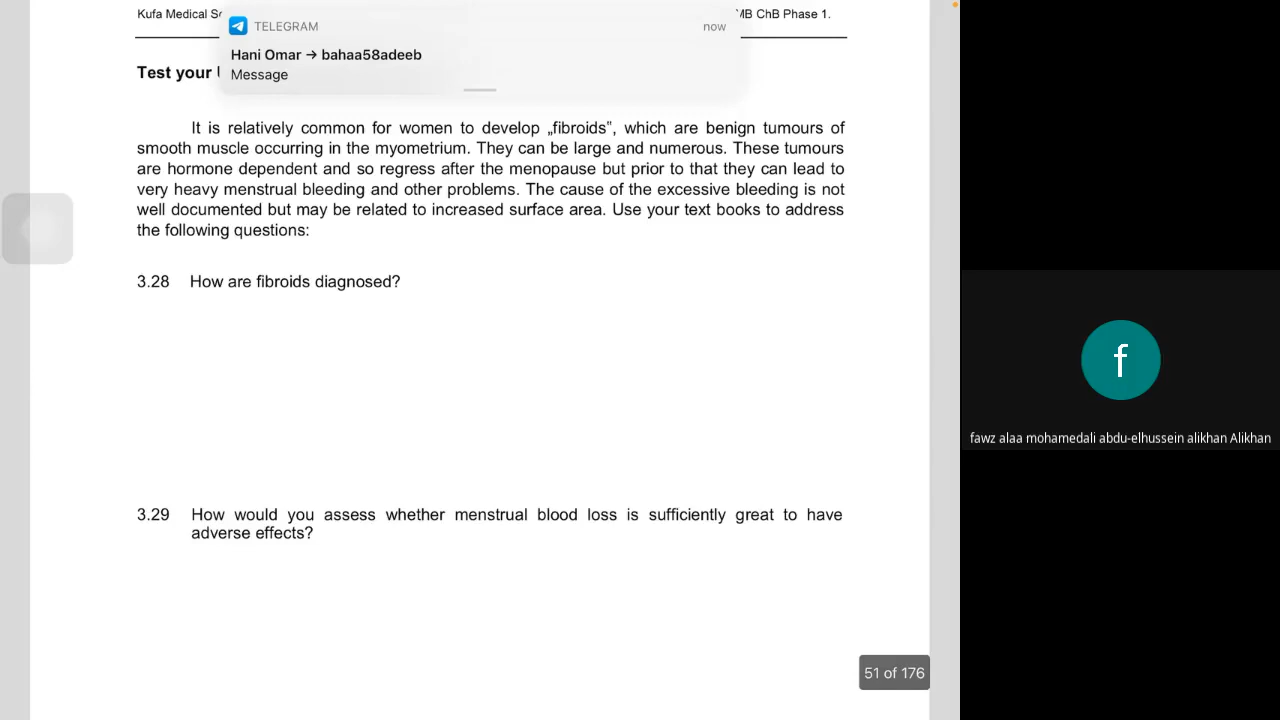 Kufa Medical
MB ChB Phase 1.
TELEGRAM
now
Hani Omar → bahaa58adeeb
Message
Test your
It is relatively common for women to develop „fibroids‟, which are benign tumours of
smooth muscle occurring in the myometrium. They can be large and numerous. These tumours
are hormone dependent and so regress after the menopause but prior to that they can lead to
very heavy menstrual bleeding and other problems. The cause of the excessive bleeding is not
well documented but may be related to increased surface area. Use your text books to address
the following questions:
3.28 How are fibroids diagnosed?
3.29 How would you assess whether menstrual blood loss is sufficiently great to have
adverse effects?
51 of 176
f
fawz alaa mohamedali abdu-elhussein alikhan Alikhan